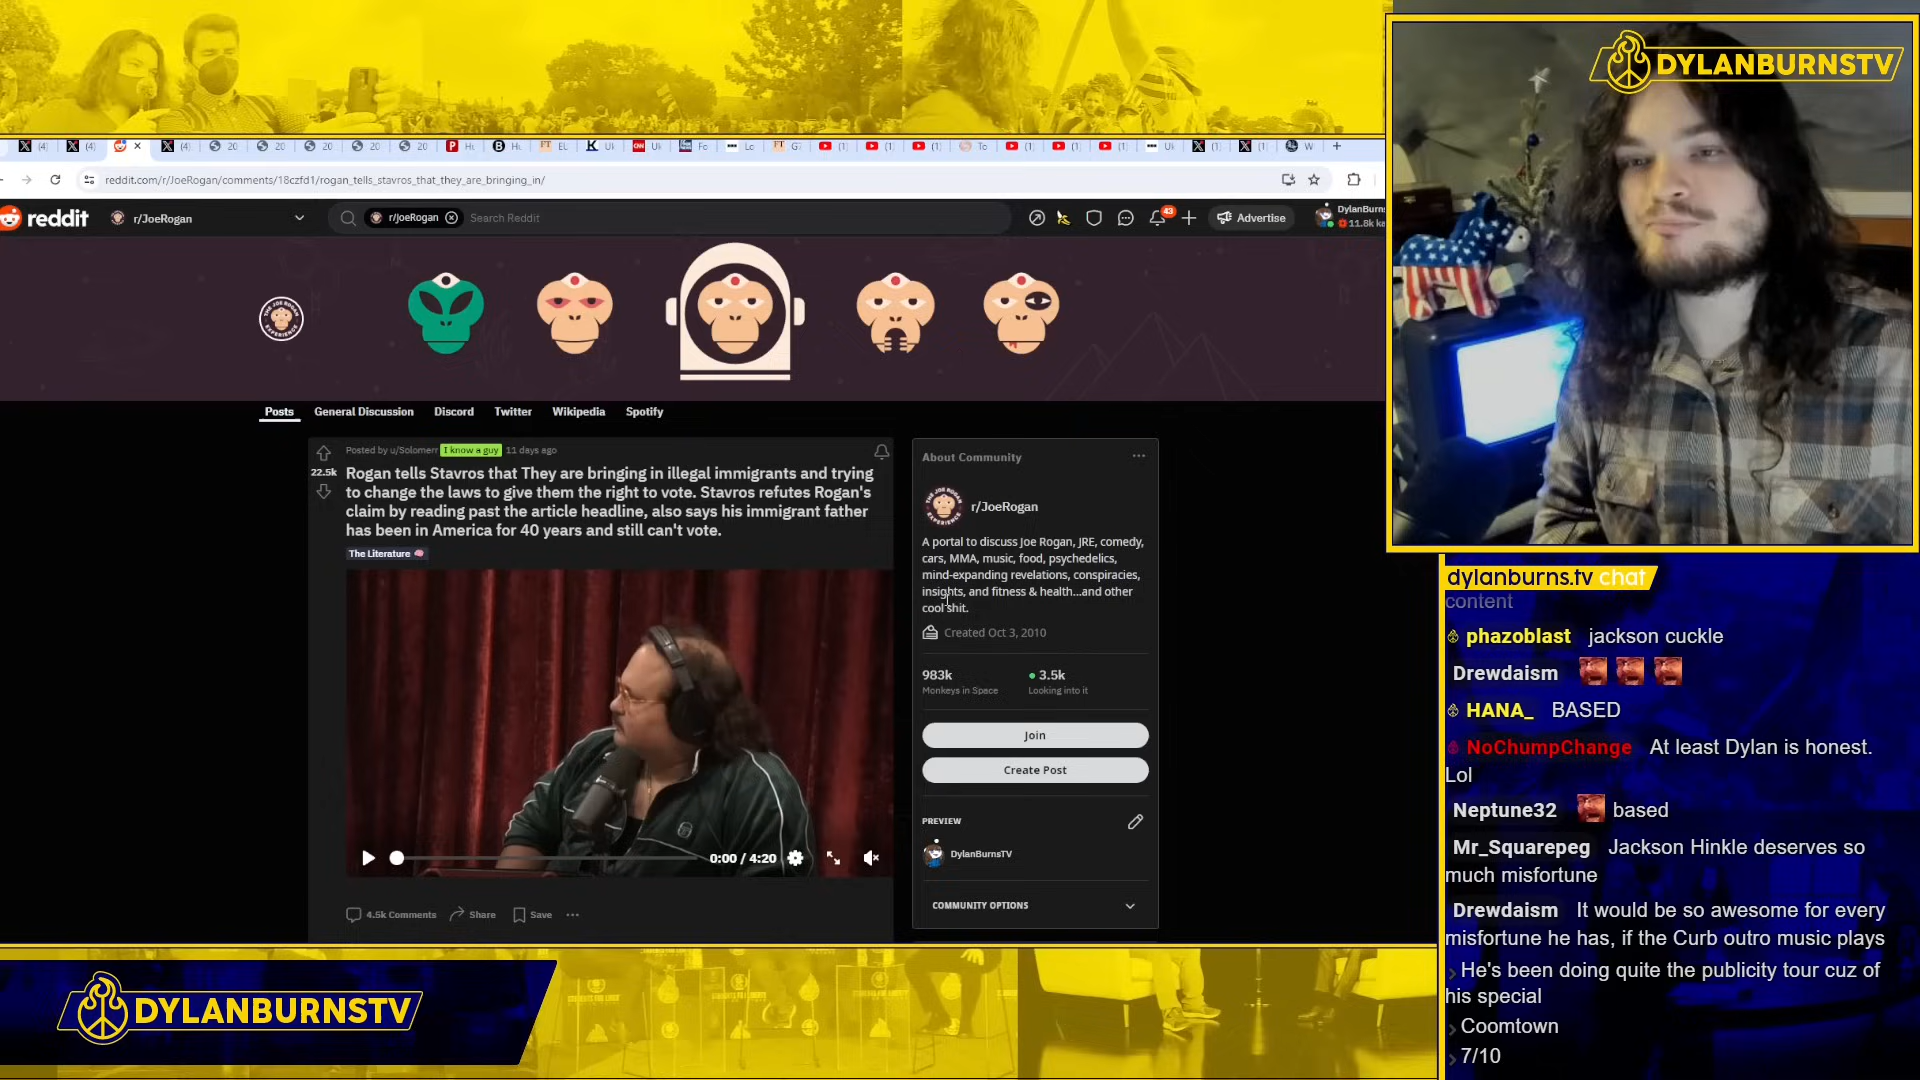 DYLANBURNSTV
reddit.com/r/JoeRogan/comments/18czfd1/rogan_tells_stavros_that_they_are_bringing_in/
reddit
r/JoeRogan
r/JoeRogan
Search Reddit
43
Advertise
DylanBurns
11.8k ka
THE JOE ROGAN EXPERIENCE
Posts
General Discussion
Discord
Twitter
Wikipedia
Spotify
Posted by u/Solomerr I know a guy 11 days ago
22.5k
Rogan tells Stavros that They are bringing in illegal immigrants and trying
to change the laws to give them the right to vote. Stavros refutes Rogan's
claim by reading past the article headline, also says his immigrant father
has been in America for 40 years and still can't vote.
The Literature
0:00 / 4:20
4.5k Comments
Share
Save
About Community
r/JoeRogan
A portal to discuss Joe Rogan, JRE, comedy,
cars, MMA, music, food, psychedelics,
mind-expanding revelations, conspiracies,
insights, and fitness & health...and other
cool shit.
Created Oct 3, 2010
983k
Monkeys in Space
3.5k
Looking into it
Join
Create Post
PREVIEW
DylanBurnsTV
COMMUNITY OPTIONS
dylanburns.tv chat
content
phazoblast jackson cuckle
Drewdaism
HANA_ BASED
NoChumpChange At least Dylan is honest.
Lol
Neptune32 based
Mr_Squarepeg Jackson Hinkle deserves so
much misfortune
Drewdaism It would be so awesome for every
misfortune he has, if the Curb outro music plays
He's been doing quite the publicity tour cuz of
his special
Coomtown
7/10
DYLANBURNSTV